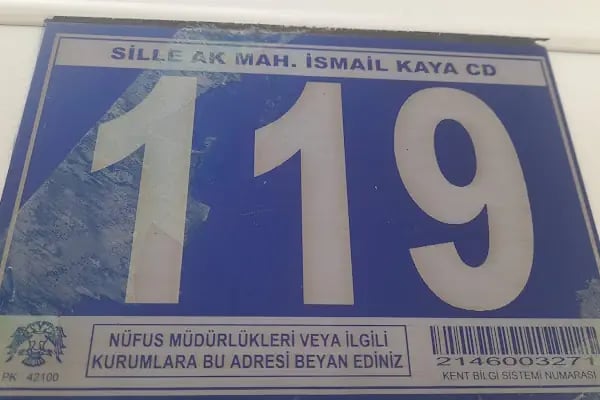 SİLLE AK MAH. İSMAİL KAYA CD
119
NÜFUS MÜDÜRLÜKLERİ VEYA İLGİLİ
KURUMLARA BU ADRESİ BEYAN EDİNİZ
PK 42100
2146003271
KENT BİLGİ SİSTEMİ NUMARASI